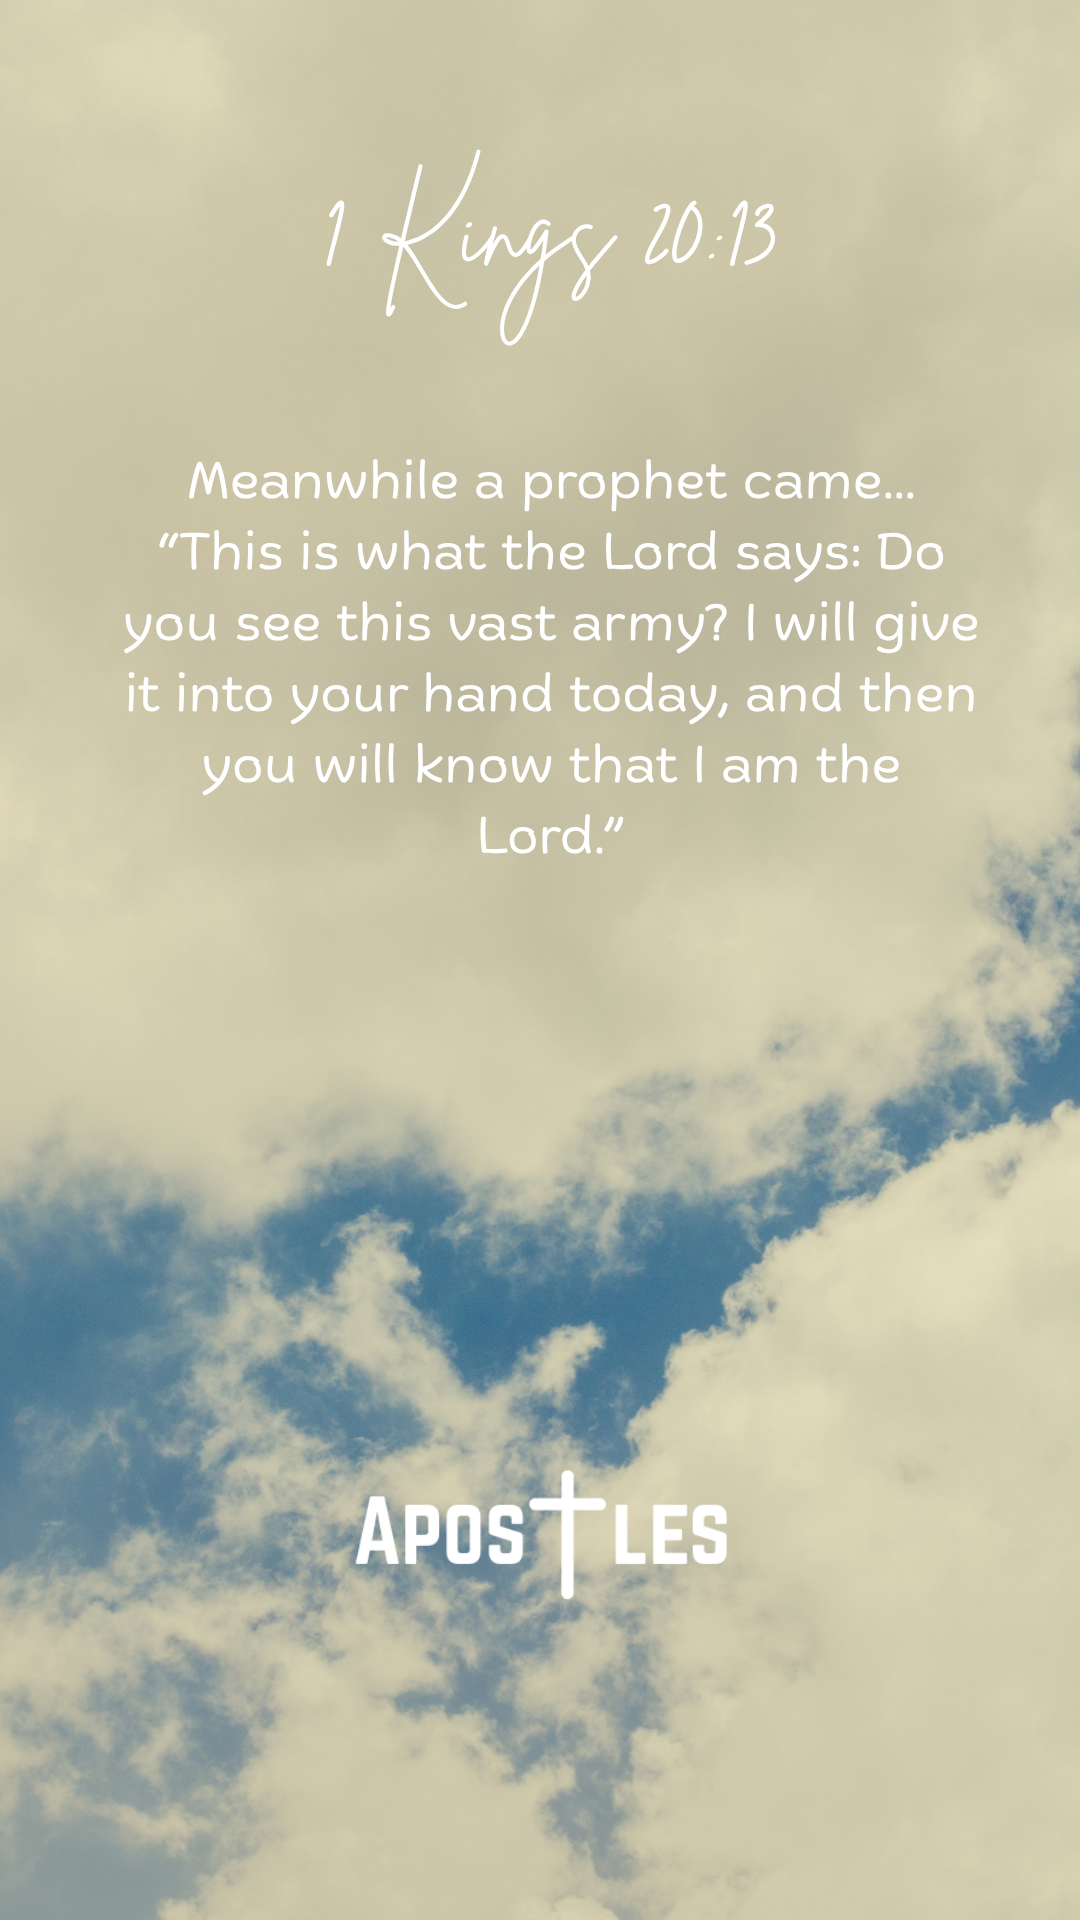 1 Kings 20:13
Meanwhile a prophet came...
“This is what the Lord says: Do
you see this vast army? I will give
it into your hand today, and then
you will know that I am the
Lord.”
APOSTLES